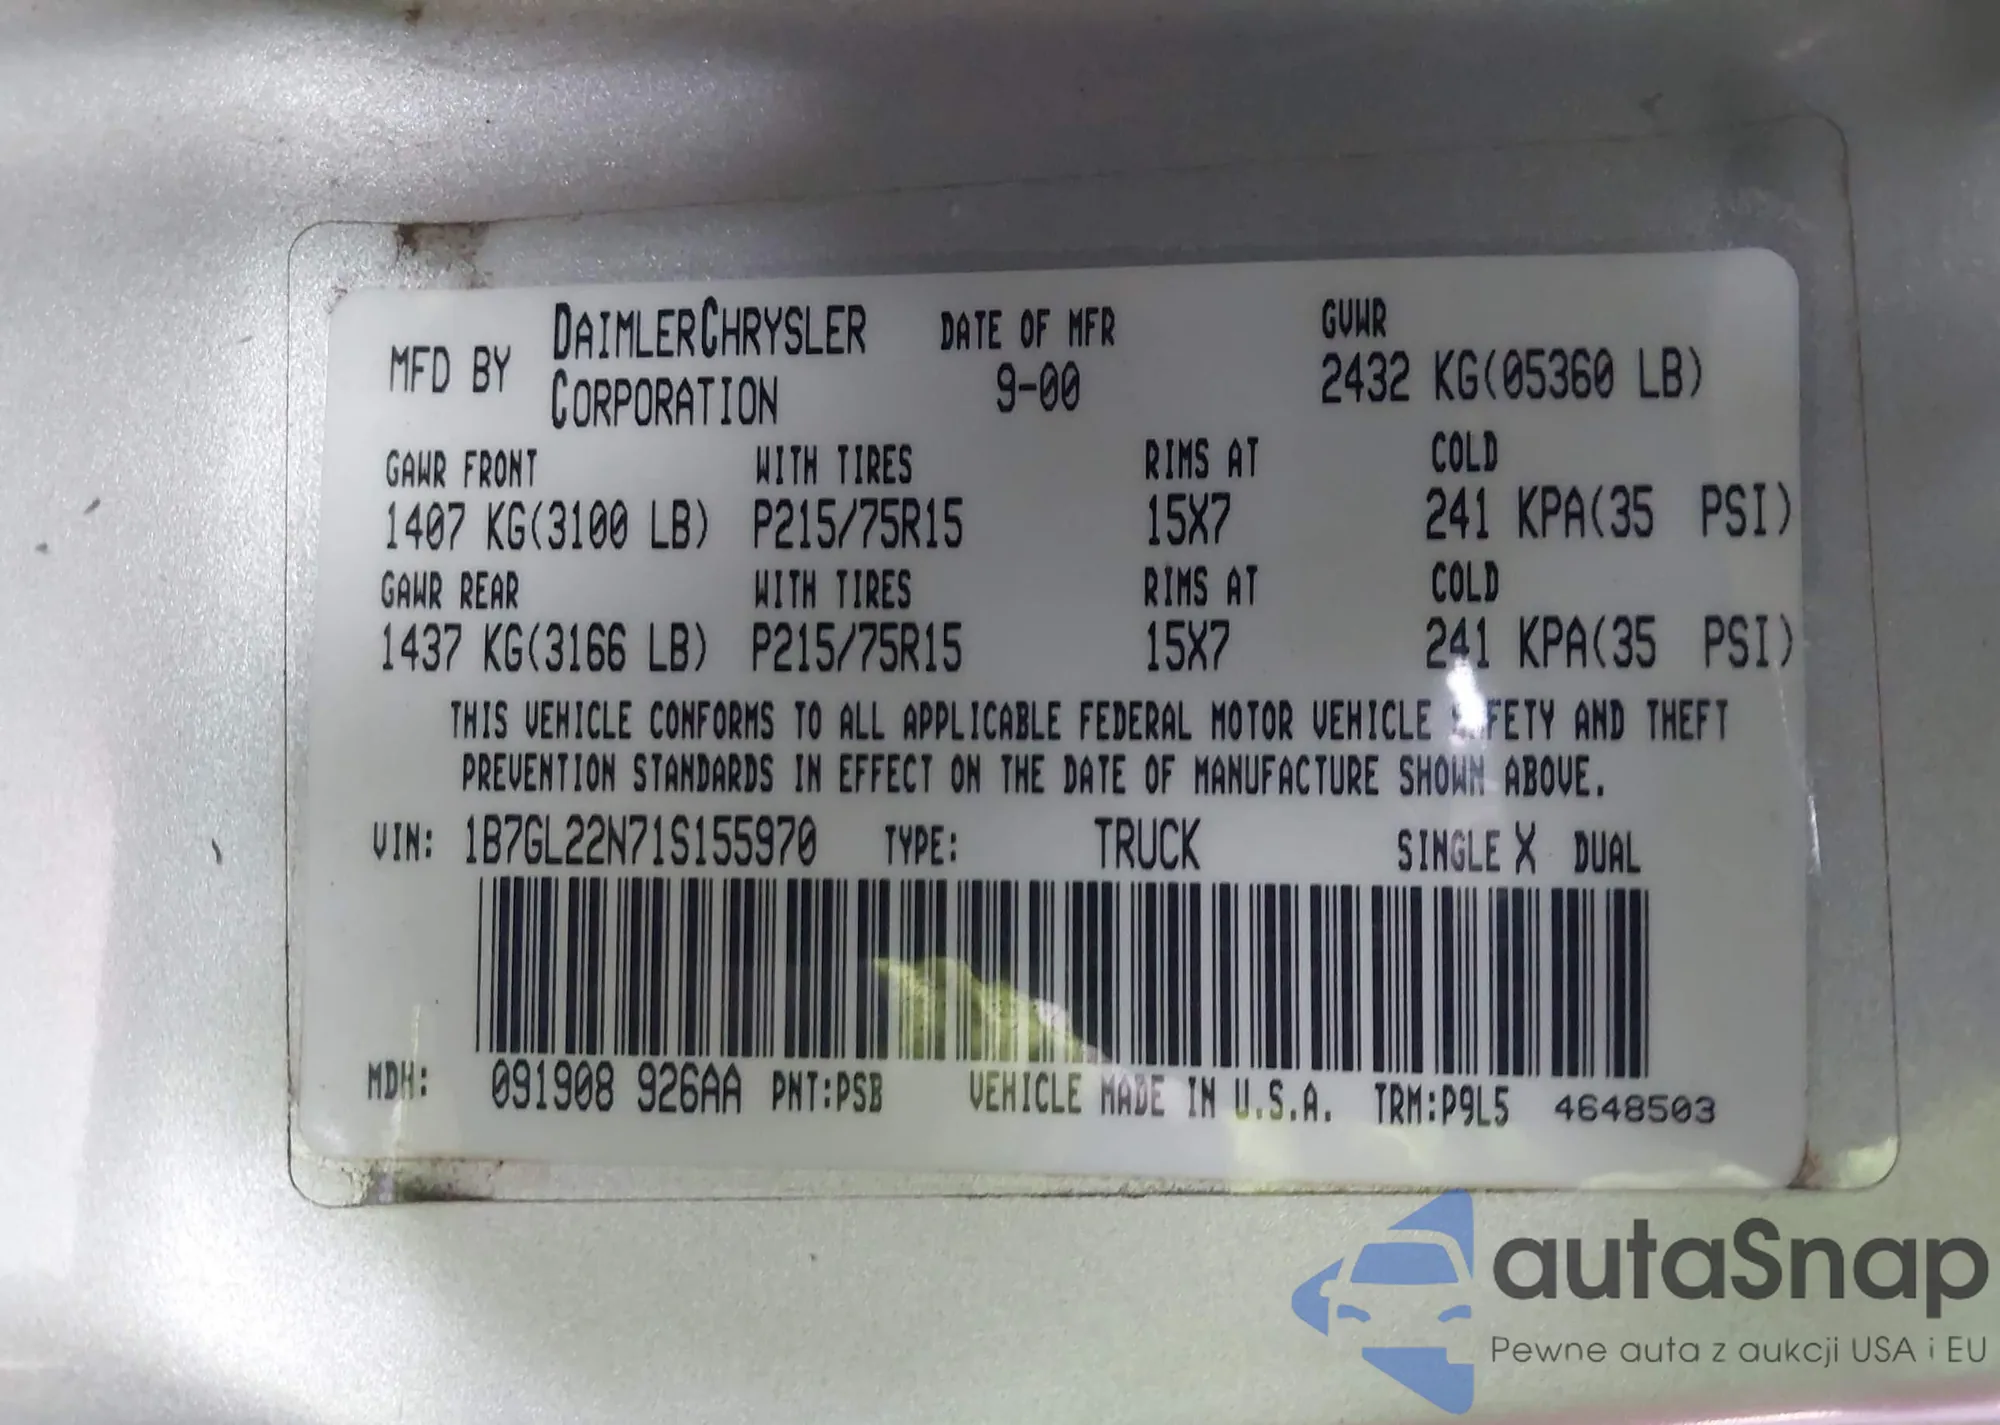 MFD BY DAIMLERCHRYSLER CORPORATION DATE OF MFR 9-00 GVWR 2432 KG(05360 LB)
GAWR FRONT WITH TIRES RIMS AT COLD
1407 KG(3100 LB) P215/75R15 15X7 241 KPA(35 PSI)
GAWR REAR WITH TIRES RIMS AT COLD
1437 KG(3166 LB) P215/75R15 15X7 241 KPA(35 PSI)
THIS VEHICLE CONFORMS TO ALL APPLICABLE FEDERAL MOTOR VEHICLE SAFETY AND THEFT
PREVENTION STANDARDS IN EFFECT ON THE DATE OF MANUFACTURE SHOWN ABOVE.
VIN: 1B7GL22N71S155970 TYPE: TRUCK SINGLE X DUAL
MDH: 091908 926AA PNT:PSB VEHICLE MADE IN U.S.A. TRM:P9L5 4648503
autaSnap
Pewne auta z aukcji USA i EU